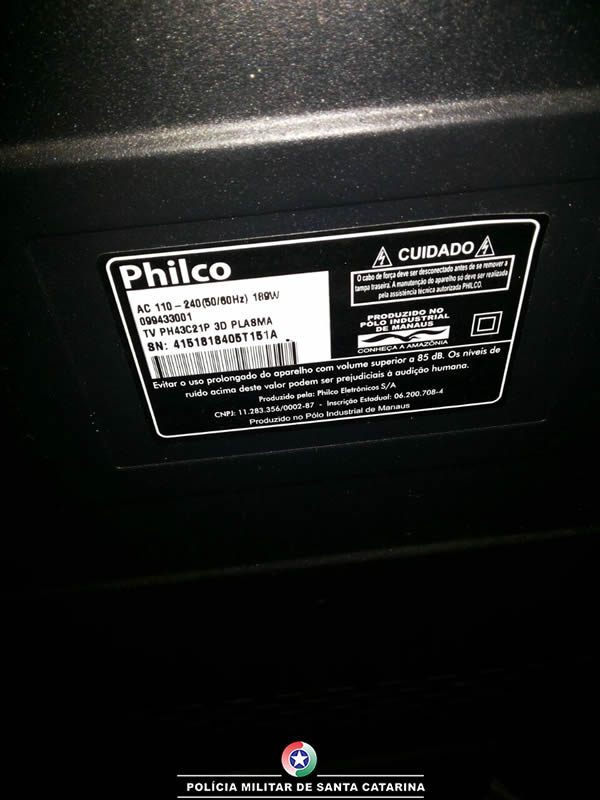 Philco
AC 110-240(50/60Hz) 189W
099433001
TV PH43C21P 3D PLASMA
SN: 4151818405T151A
CUIDADO
O cabo de força deve ser desconectado antes de se remover a
tampa traseira. A manutenção do aparelho só deve ser realizada
pela assistência técnica autorizada PHILCO.
PRODUZIDO NO
PÓLO INDUSTRIAL
DE MANAUS
CONHEÇA A AMAZÔNIA
Evitar o uso prolongado do aparelho com volume superior a 85 dB. Os níveis de
ruído acima deste valor podem ser prejudiciais à audição humana.
Produzido pela: Philco Eletrônicos S/A
CNPJ: 11.283.356/0002-87 - Inscrição Estadual: 06.200.708-4
Produzido no Pólo Industrial de Manaus
POLÍCIA MILITAR DE SANTA CATARINA